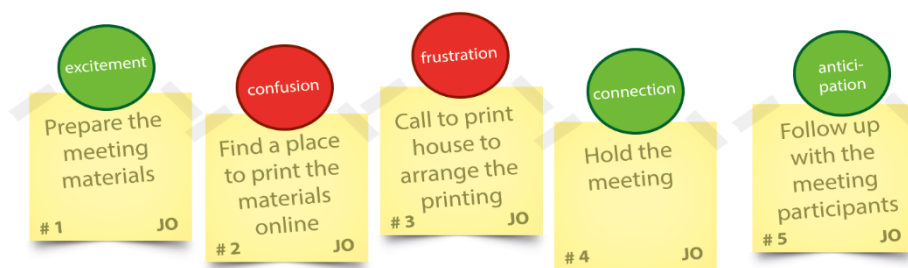 excitement
Prepare the
meeting
materials
# 1 JO
confusion
Find a place
to print the
materials
online
# 2 JO
frustration
Call to print
house to
arrange the
printing
# 3 JO
connection
Hold the
meeting
# 4 JO
antici-
pation
Follow up
with the
meeting
participants
# 5 JO